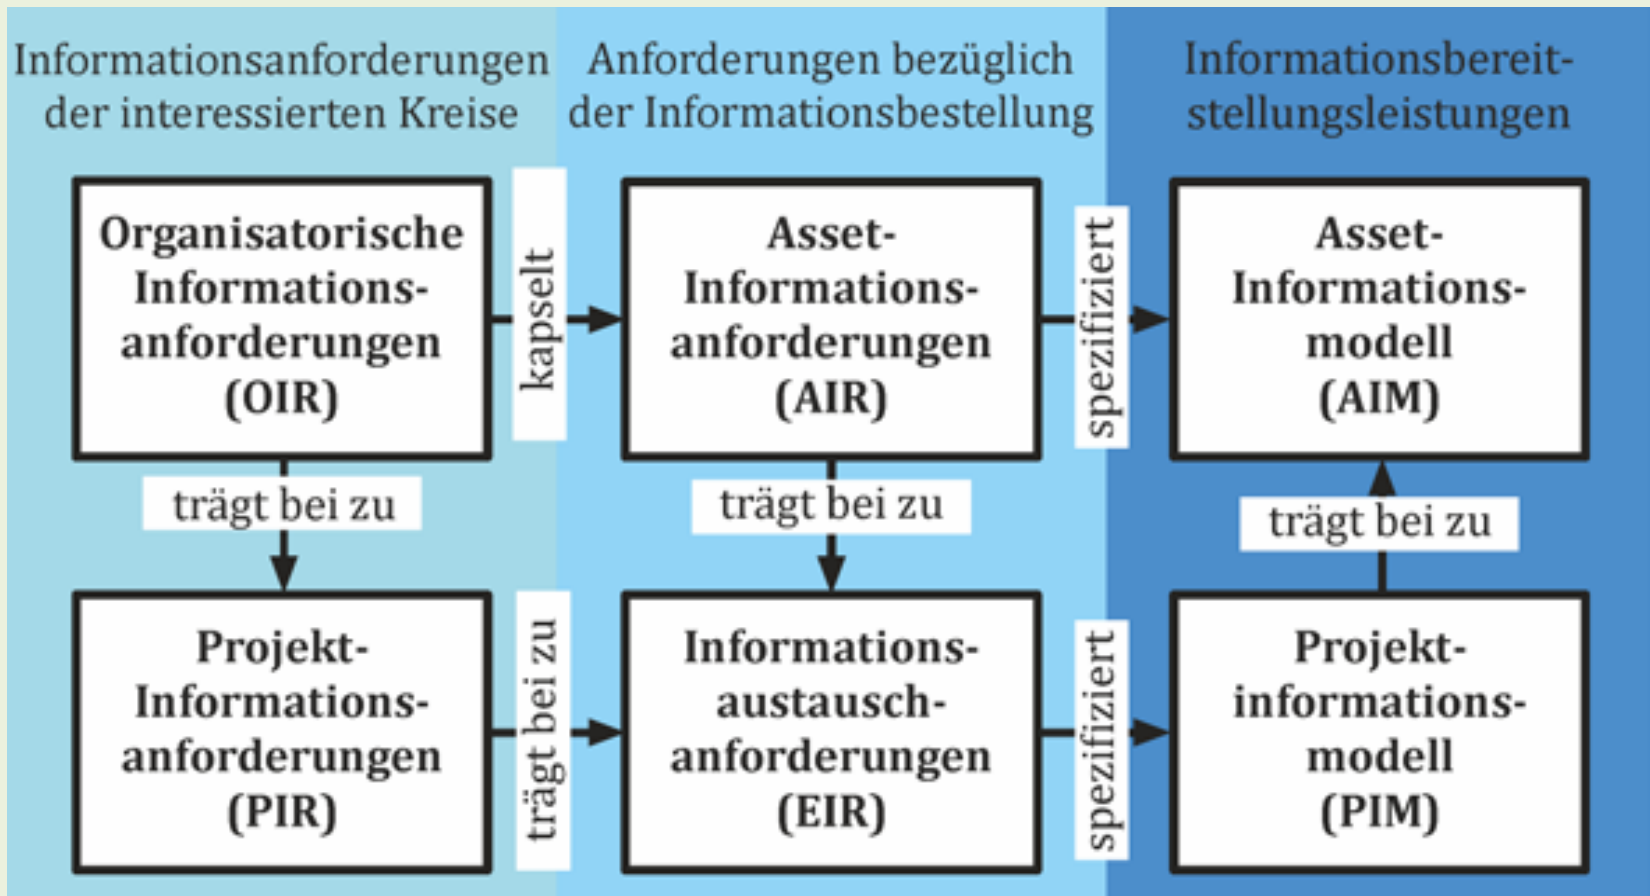 Informationsanforderungen
der interessierten Kreise
Anforderungen bezüglich
der Informationsbestellung
Informationsbereit-
stellungsleistungen
Organisatorische
Informations-
anforderungen
(OIR)
kapselt
Asset-
Informations-
anforderungen
(AIR)
spezifiziert
Asset-
Informations-
modell
(AIM)
trägt bei zu
trägt bei zu
trägt bei zu
Projekt-
Informations-
anforderungen
(PIR)
trägt bei zu
Informations-
austausch-
anforderungen
(EIR)
spezifiziert
Projekt-
informations-
modell
(PIM)